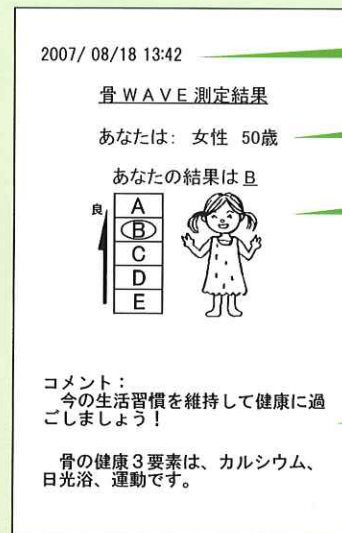 2007/ 08/18 13:42
骨WAVE測定結果
あなたは: 女性 50歳
あなたの結果はB
良
A
B
C
D
E
コメント:
今の生活習慣を維持して健康に過
ごしましょう!
骨の健康3要素は、カルシウム、
日光浴、運動です。